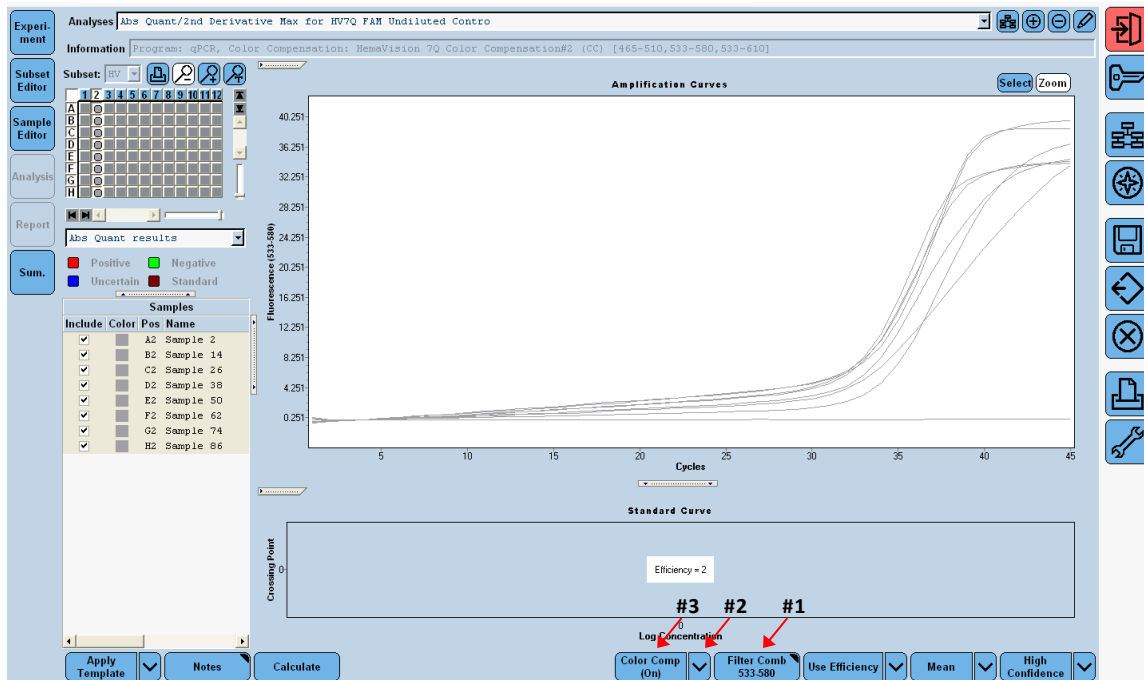 Experi-
ment
Analyses Abs Quant/2nd Derivative Max for HV7Q FAM Undiluted Contro
Information Program: qPCR, Color Compensation: HemaVision 7Q Color Compensation#2 (CC) [465-510,533-580,533-610]
Subset
Editor
Subset: HV
1 2 3 4 5 6 7 8 9 10 11 12
A
B
C
D
E
F
G
H
Sample
Editor
Analysis
Report
Sum.
Abs Quant results
Positive Negative
Uncertain Standard
Samples
Include Color Pos Name
A2 Sample 2
B2 Sample 14
C2 Sample 26
D2 Sample 38
E2 Sample 50
F2 Sample 62
G2 Sample 74
H2 Sample 86
Amplification Curves
Select Zoom
Fluorescence (533-580)
40.251
36.251
32.251
28.251
24.251
20.251
16.251
12.251
8.251
4.251
0.251
5 10 15 20 25 30 35 40 45
Cycles
Standard Curve
Crossing Point
0
Efficiency = 2
#3 #2 #1
0
Log Concentration
Apply
Template
Notes
Calculate
Color Comp
(On)
Filter Comb
533-580
Use Efficiency
Mean
High
Confidence